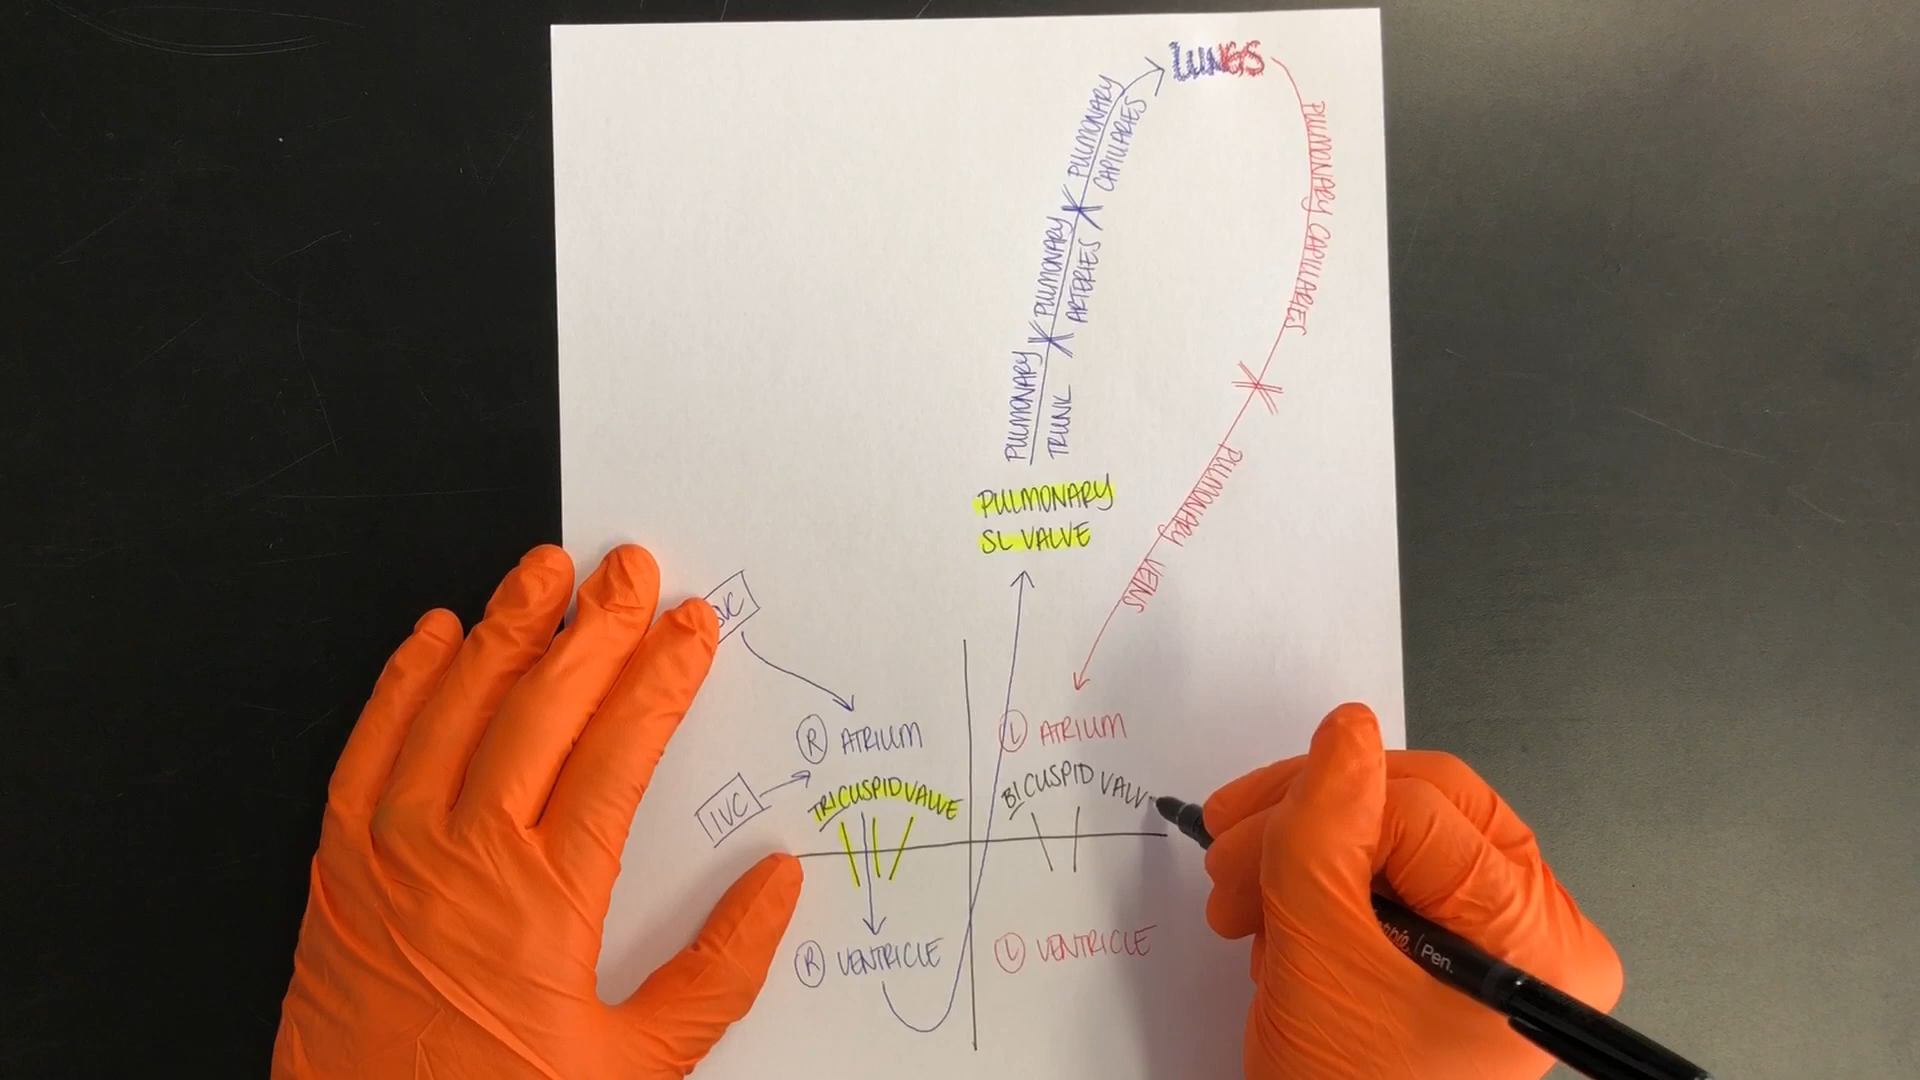 LUNGS
PULMONARY
CAPILLARIES
PULMONARY
ARTERIES
PULMONARY
TRUNK
PULMONARY CAPILLARIES
PULMONARY VEINS
PULMONARY
SL VALVE
R ATRIUM
L ATRIUM
IVC
TRICUSPID VALVE
BICUSPID VALV
R VENTRICLE
L VENTRICLE
Pen.